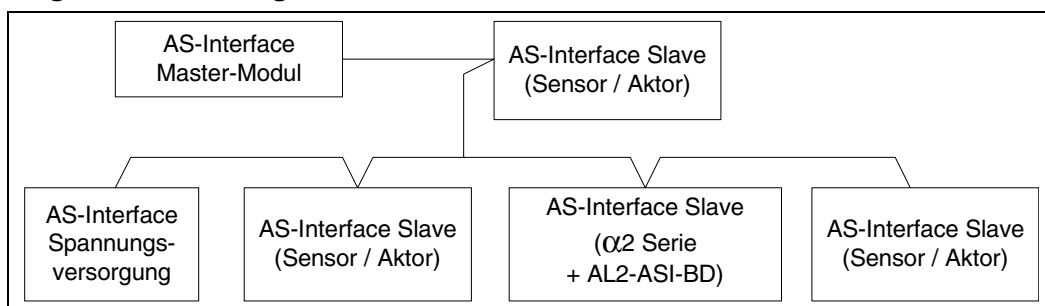 AS-Interface
Master-Modul
AS-Interface Slave
(Sensor / Aktor)
AS-Interface
Spannungs-
versorgung
AS-Interface Slave
(Sensor / Aktor)
AS-Interface Slave
(α2 Serie
+ AL2-ASI-BD)
AS-Interface Slave
(Sensor / Aktor)